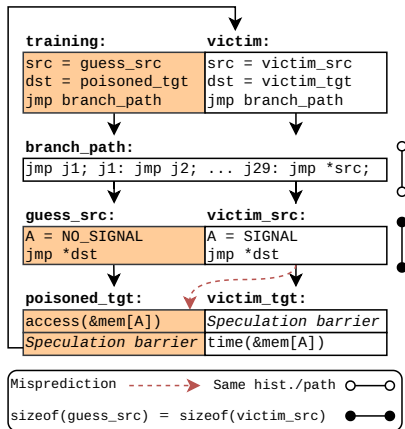 training: victim:
src = guess_src src = victim_src
dst = poisoned_tgt dst = victim_tgt
jmp branch_path jmp branch_path
branch_path:
jmp j1; j1: jmp j2; ... j29: jmp *src;
guess_src: victim_src:
A = NO_SIGNAL A = SIGNAL
jmp *dst jmp *dst
poisoned_tgt: victim_tgt:
access(&mem[A]) Speculation barrier
Speculation barrier time(&mem[A])
Misprediction Same hist./path
sizeof(guess_src) = sizeof(victim_src)